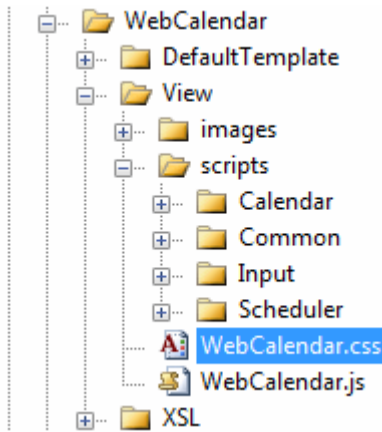 WebCalendar
DefaultTemplate
View
images
scripts
Calendar
Common
Input
Scheduler
WebCalendar.css
WebCalendar.js
XSL